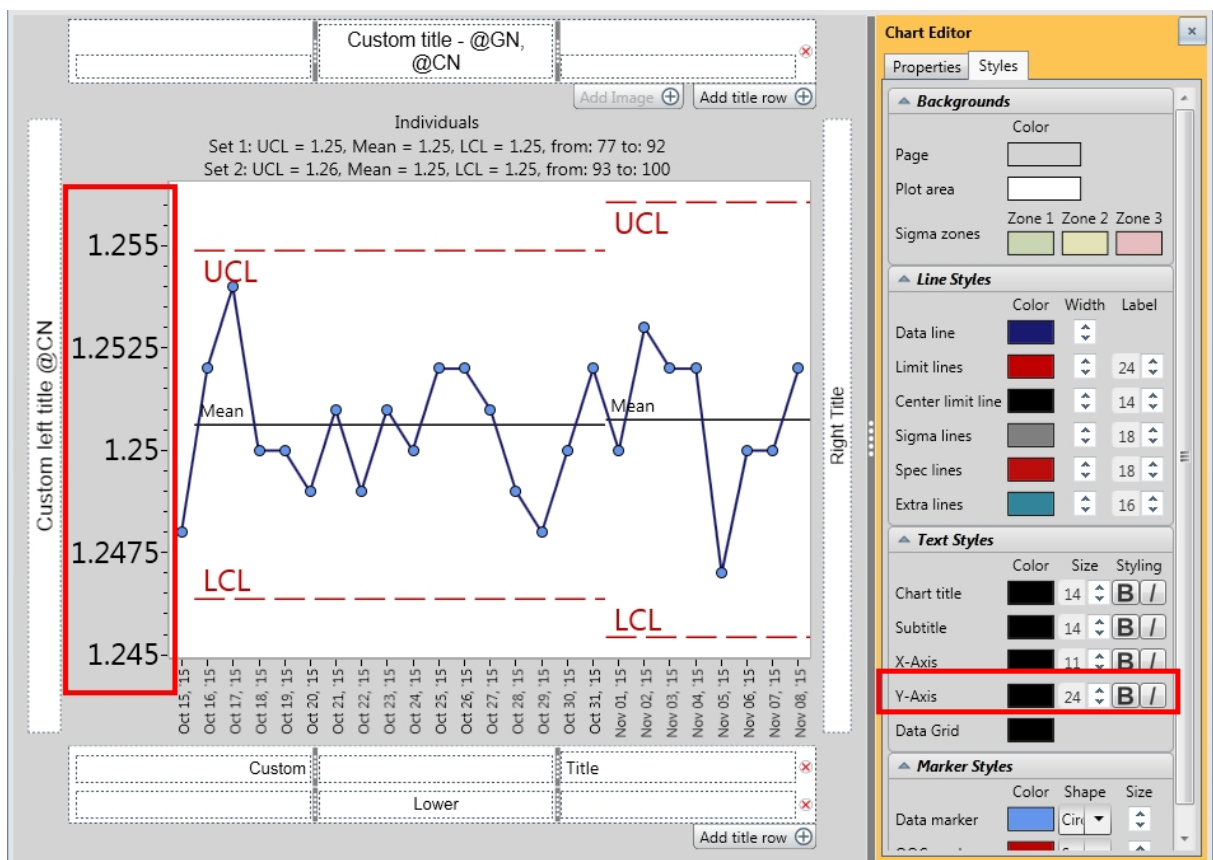 Custom title - @GN,
@CN
Add Image
Add title row
Individuals
Set 1: UCL = 1.25, Mean = 1.25, LCL = 1.25, from: 77 to: 92
Set 2: UCL = 1.26, Mean = 1.25, LCL = 1.25, from: 93 to: 100
Custom left title @CN
1.255
1.2525
1.25
1.2475
1.245
UCL
UCL
Mean
Mean
LCL
LCL
Right Title
Oct 15, '15
Oct 16, '15
Oct 17, '15
Oct 18, '15
Oct 19, '15
Oct 20, '15
Oct 21, '15
Oct 22, '15
Oct 23, '15
Oct 24, '15
Oct 25, '15
Oct 26, '15
Oct 27, '15
Oct 28, '15
Oct 29, '15
Oct 30, '15
Oct 31, '15
Nov 01, '15
Nov 02, '15
Nov 03, '15
Nov 04, '15
Nov 05, '15
Nov 06, '15
Nov 07, '15
Nov 08, '15
Custom Title
Lower
Add title row
Chart Editor
Properties Styles
Backgrounds
Color
Page
Plot area
Zone 1 Zone 2 Zone 3
Sigma zones
Line Styles
Color Width Label
Data line
Limit lines 24
Center limit line 14
Sigma lines 18
Spec lines 18
Extra lines 16
Text Styles
Color Size Styling
Chart title 14 B I
Subtitle 14 B I
X-Axis 11 B I
Y-Axis 24 B I
Data Grid
Marker Styles
Color Shape Size
Data marker